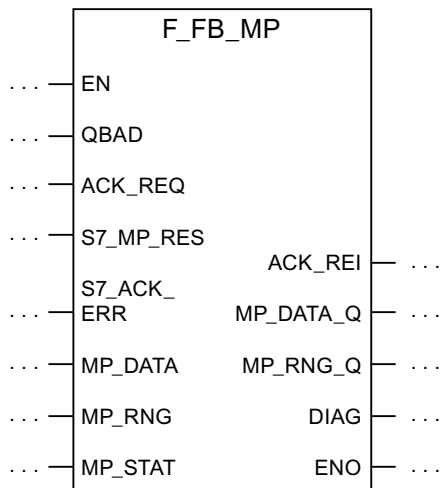 F_FB_MP
... EN
... QBAD
... ACK_REQ
... S7_MP_RES
ACK_REI ...
S7_ACK_
... ERR MP_DATA_Q ...
... MP_DATA MP_RNG_Q ...
... MP_RNG DIAG ...
... MP_STAT ENO ...